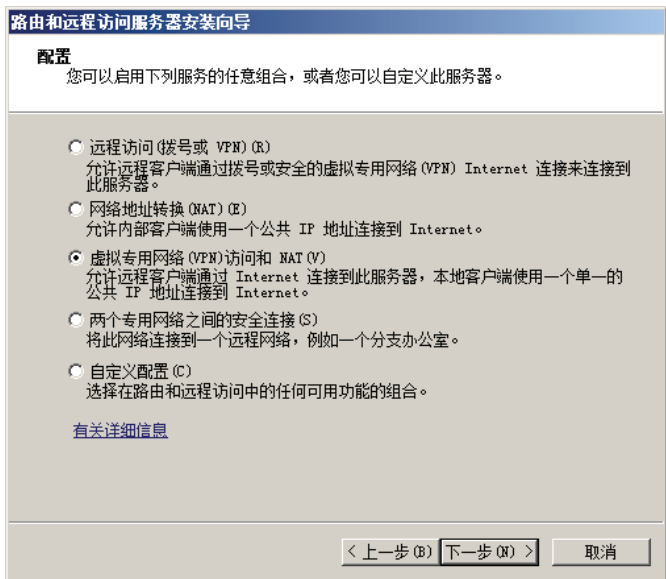 路由和远程访问服务器安装向导
配置
您可以启用下列服务的任意组合，或者您可以自定义此服务器。
远程访问(拨号或 VPN)(R)
允许远程客户端通过拨号或安全的虚拟专用网络(VPN) Internet 连接来连接到
此服务器。
网络地址转换(NAT)(E)
允许内部客户端使用一个公共 IP 地址连接到 Internet。
虚拟专用网络(VPN)访问和 NAT(V)
允许远程客户端通过 Internet 连接到此服务器，本地客户端使用一个单一的
公共 IP 地址连接到 Internet。
两个专用网络之间的安全连接(S)
将此网络连接到一个远程网络，例如一个分支办公室。
自定义配置(C)
选择在路由和远程访问中的任何可用功能的组合。
有关详细信息
< 上一步(B) 下一步(N) > 取消